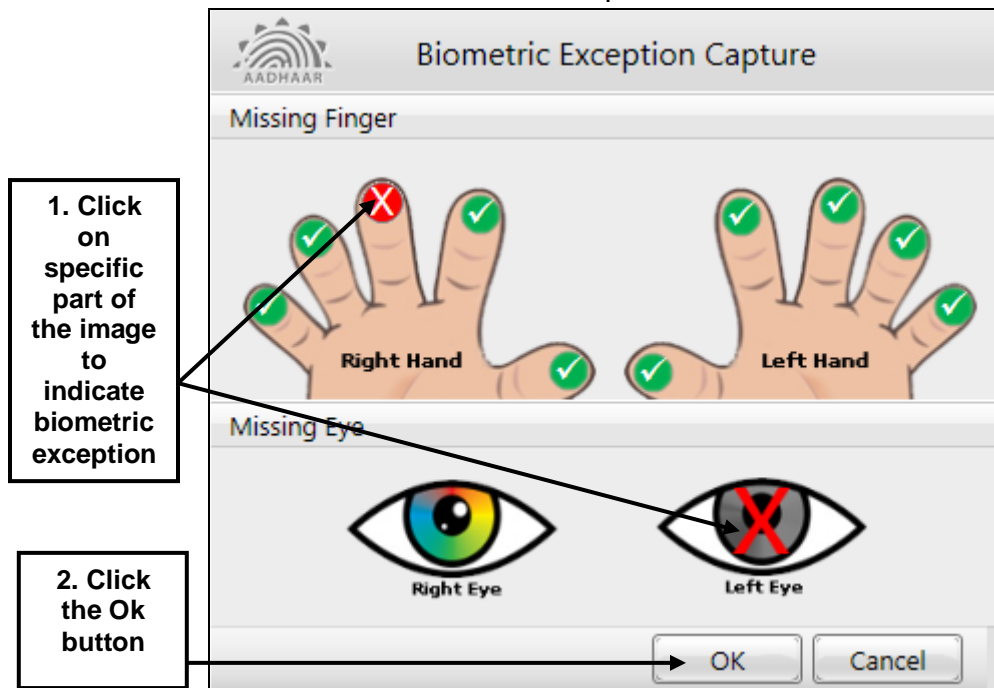 AADHAAR
Biometric Exception Capture
Missing Finger
1. Click
on
specific
part of
the image
to
indicate
biometric
exception
X
Right Hand
Left Hand
Missing Eye
X
Right Eye
Left Eye
2. Click
the Ok
button
OK
Cancel